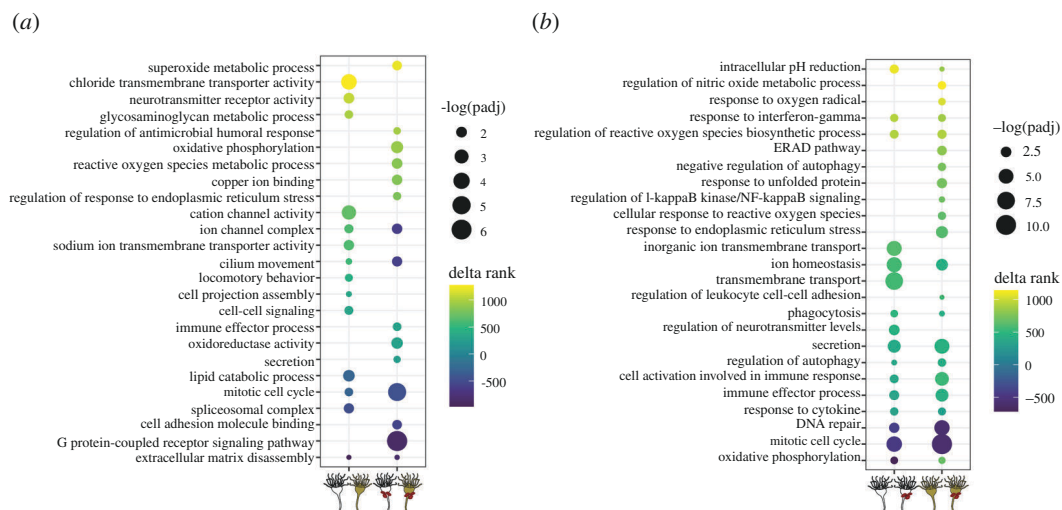 (a)
superoxide metabolic process
chloride transmembrane transporter activity
neurotransmitter receptor activity
glycosaminoglycan metabolic process
regulation of antimicrobial humoral response
oxidative phosphorylation
reactive oxygen species metabolic process
copper ion binding
regulation of response to endoplasmic reticulum stress
cation channel activity
ion channel complex
sodium ion transmembrane transporter activity
cilium movement
locomotory behavior
cell projection assembly
cell-cell signaling
immune effector process
oxidoreductase activity
secretion
lipid catabolic process
mitotic cell cycle
spliceosomal complex
cell adhesion molecule binding
G protein-coupled receptor signaling pathway
extracellular matrix disassembly
-log(padj)
2
3
4
5
6
delta rank
1000
500
0
-500
(b)
intracellular pH reduction
regulation of nitric oxide metabolic process
response to oxygen radical
response to interferon-gamma
regulation of reactive oxygen species biosynthetic process
ERAD pathway
negative regulation of autophagy
response to unfolded protein
regulation of l-kappaB kinase/NF-kappaB signaling
cellular response to reactive oxygen species
response to endoplasmic reticulum stress
inorganic ion transmembrane transport
ion homeostasis
transmembrane transport
regulation of leukocyte cell-cell adhesion
phagocytosis
regulation of neurotransmitter levels
secretion
regulation of autophagy
cell activation involved in immune response
immune effector process
response to cytokine
DNA repair
mitotic cell cycle
oxidative phosphorylation
–log(padj)
2.5
5.0
7.5
10.0
delta rank
1000
500
0
−500